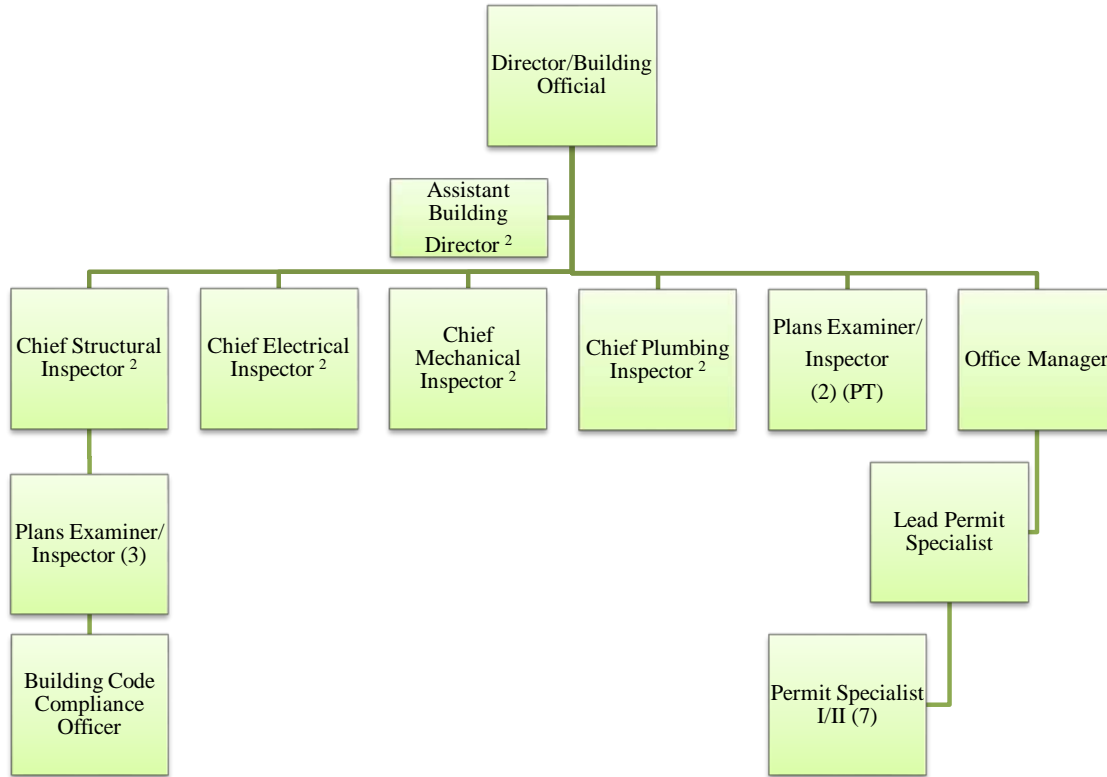 Director/Building
Official
Assistant
Building
Director ²
Chief Structural
Inspector ²
Chief Electrical
Inspector ²
Chief
Mechanical
Inspector ²
Chief Plumbing
Inspector ²
Plans Examiner/
Inspector
(2) (PT)
Office Manager
Plans Examiner/
Inspector (3)
Lead Permit
Specialist
Building Code
Compliance
Officer
Permit Specialist
I/II (7)